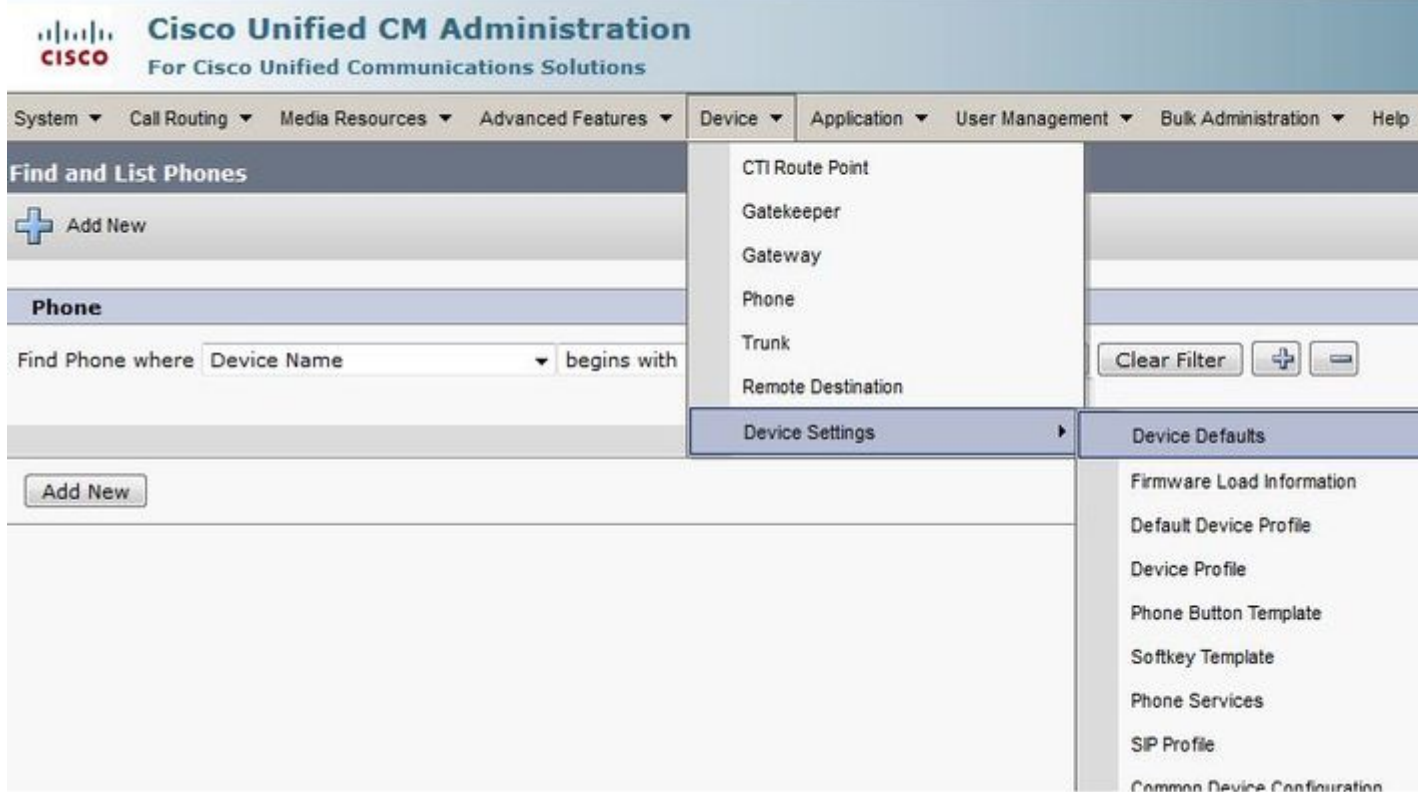 Cisco Unified CM Administration
CISCO
For Cisco Unified Communications Solutions
System Call Routing Media Resources Advanced Features Device Application User Management Bulk Administration Help
Find and List Phones
Add New
Phone
Find Phone where Device Name begins with Clear Filter
Add New
CTI Route Point
Gatekeeper
Gateway
Phone
Trunk
Remote Destination
Device Settings
Device Defaults
Firmware Load Information
Default Device Profile
Device Profile
Phone Button Template
Softkey Template
Phone Services
SIP Profile
Common Device Configuration